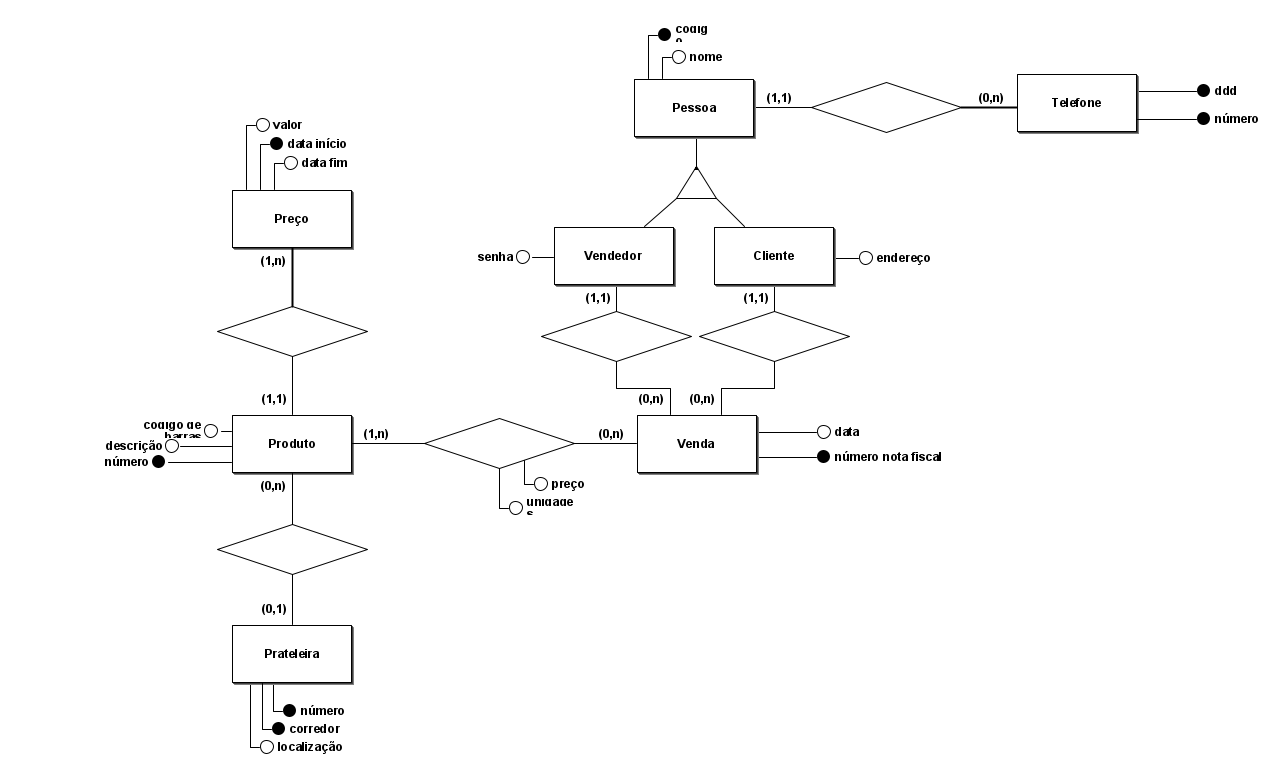 código
nome
Pessoa
(1,1)
(0,n)
Telefone
ddd
número
valor
data início
data fim
Preço
(1,n)
senha
Vendedor
Cliente
endereço
(1,1)
(1,1)
(1,1)
(0,n)
(0,n)
código de
barras
descrição
número
Produto
(1,n)
(0,n)
Venda
data
número nota fiscal
preço
unidades
(0,n)
(0,1)
Prateleira
número
corredor
localização